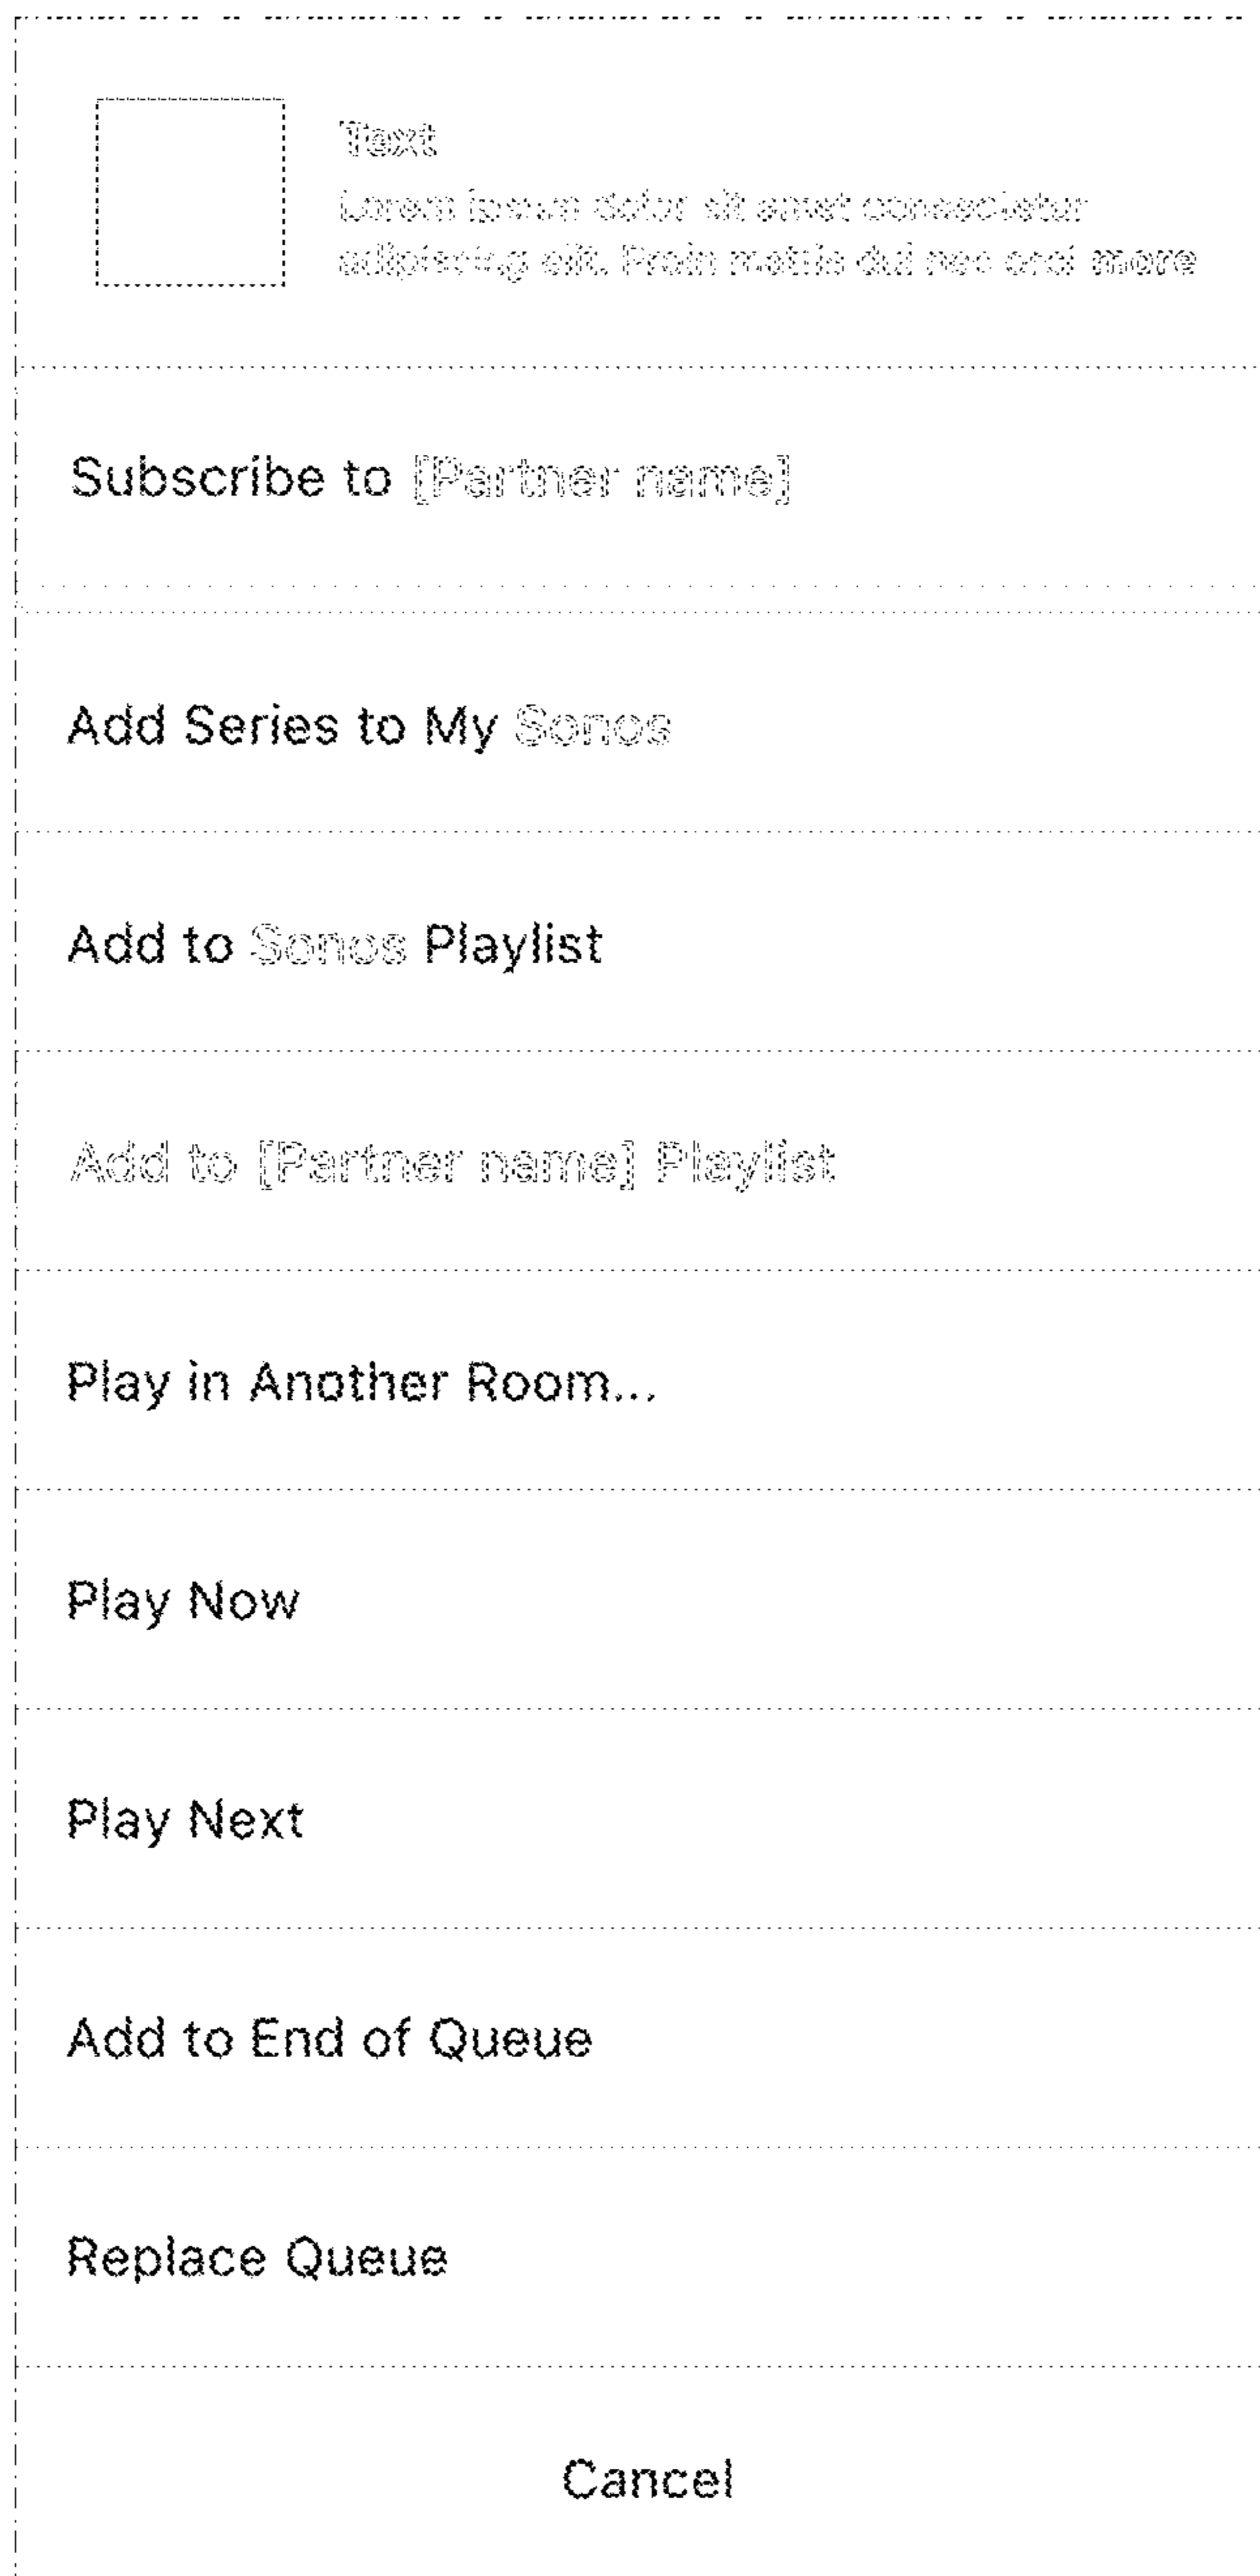 Text
Lorem ipsum dolor sit amet consectetur
adipiscing elit. Proin mattis dui nec orci more
Subscribe to [Partner name]
Add Series to My Sonos
Add to Sonos Playlist
Add to [Partner name] Playlist
Play in Another Room...
Play Now
Play Next
Add to End of Queue
Replace Queue
Cancel